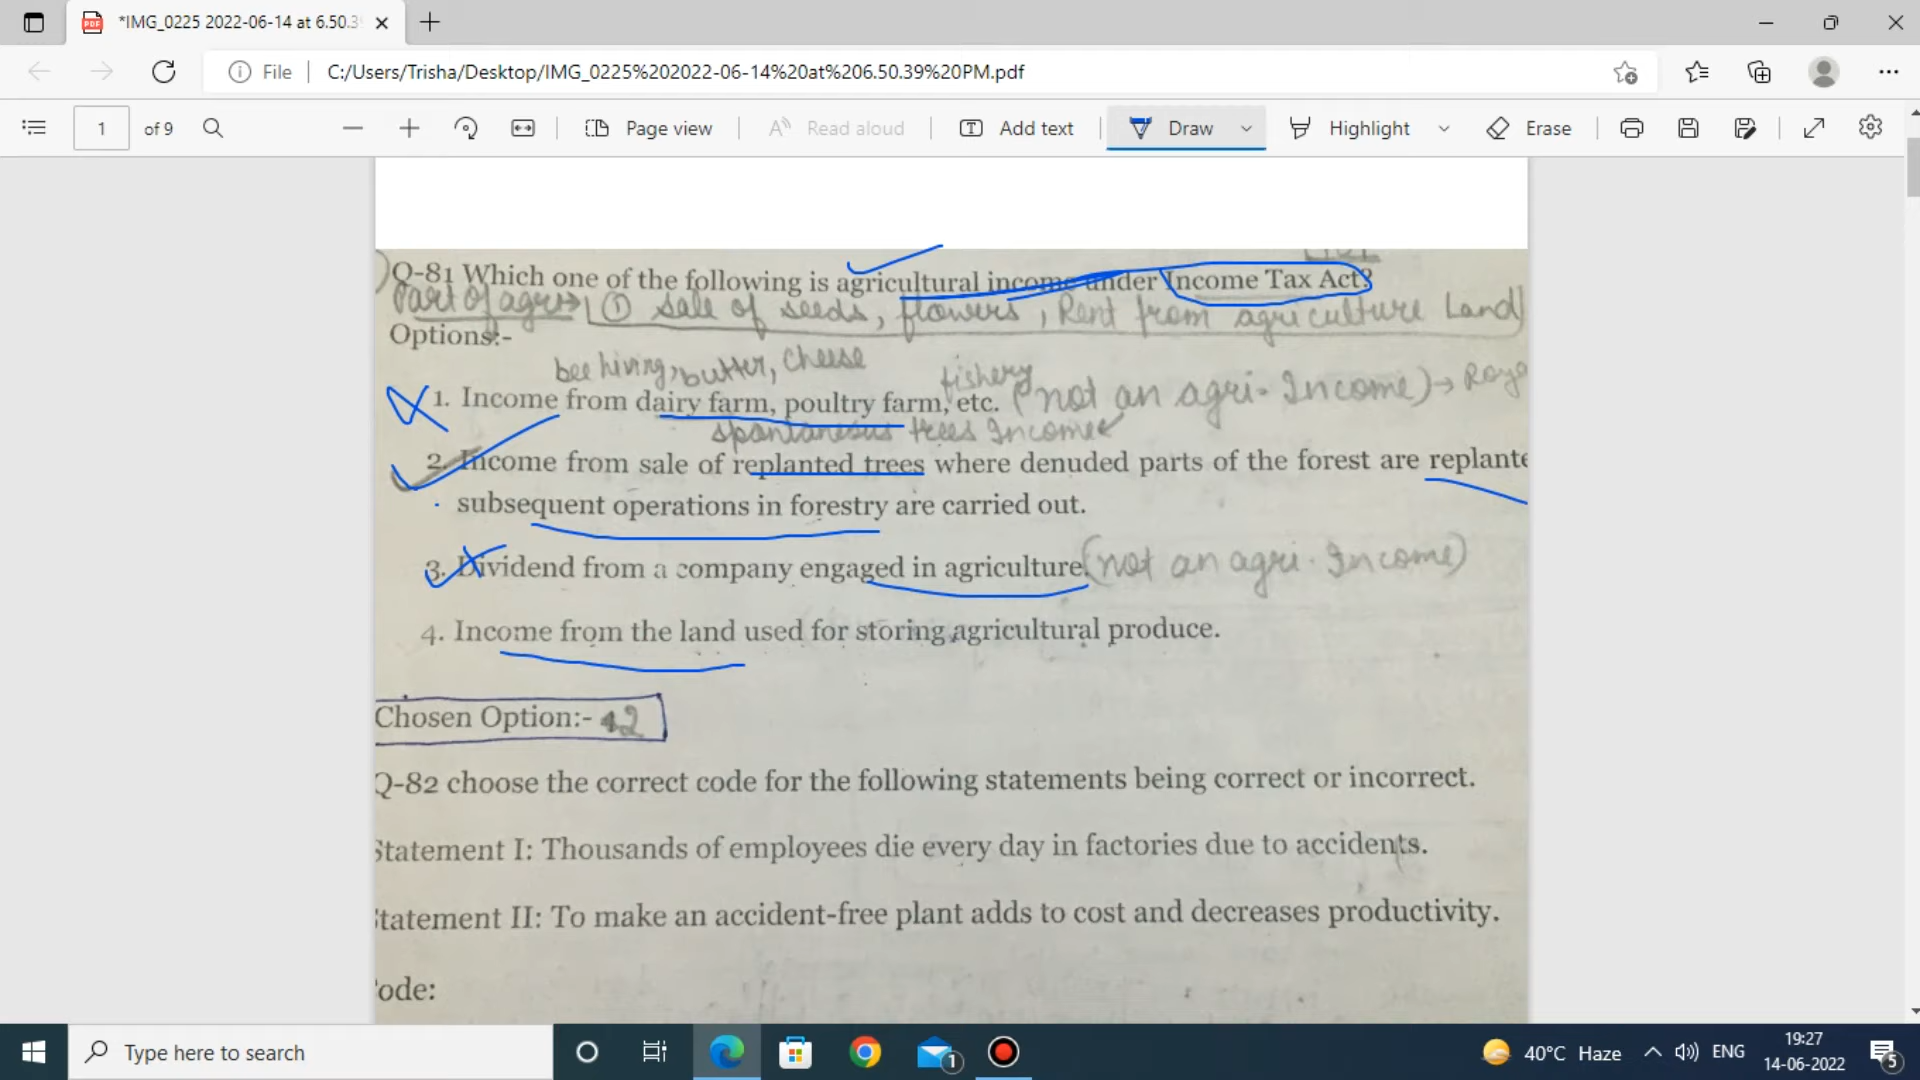 *IMG_0225 2022-06-14 at 6.50.3
File
C:/Users/Trisha/Desktop/IMG_0225%202022-06-14%20at%206.50.39%20PM.pdf
1 of 9
Page view
Read aloud
Add text
Draw
Highlight
Erase
Q-81 Which one of the following is agricultural income under Income Tax Act?
Part of agri → ① sale of seeds, flowers, Rent from agriculture Land
Options:-
bee hiving, butter, cheese
fishery
1. Income from dairy farm, poultry farm, etc. (not an agri. Income) →
spontaneous trees Income
2. Income from sale of replanted trees where denuded parts of the forest are replante
subsequent operations in forestry are carried out.
3. Dividend from a company engaged in agriculture. (not an agri. Income)
4. Income from the land used for storing agricultural produce.
Chosen Option:- 2
Q-82 choose the correct code for the following statements being correct or incorrect.
Statement I: Thousands of employees die every day in factories due to accidents.
Statement II: To make an accident-free plant adds to cost and decreases productivity.
ode:
Type here to search
1
40°C Haze
ENG
19:27
14-06-2022
5